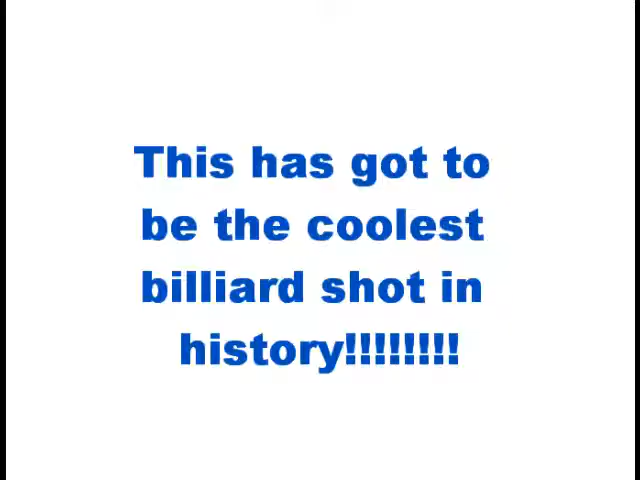 This has got to
be the coolest
billiard shot in
history!!!!!!!!